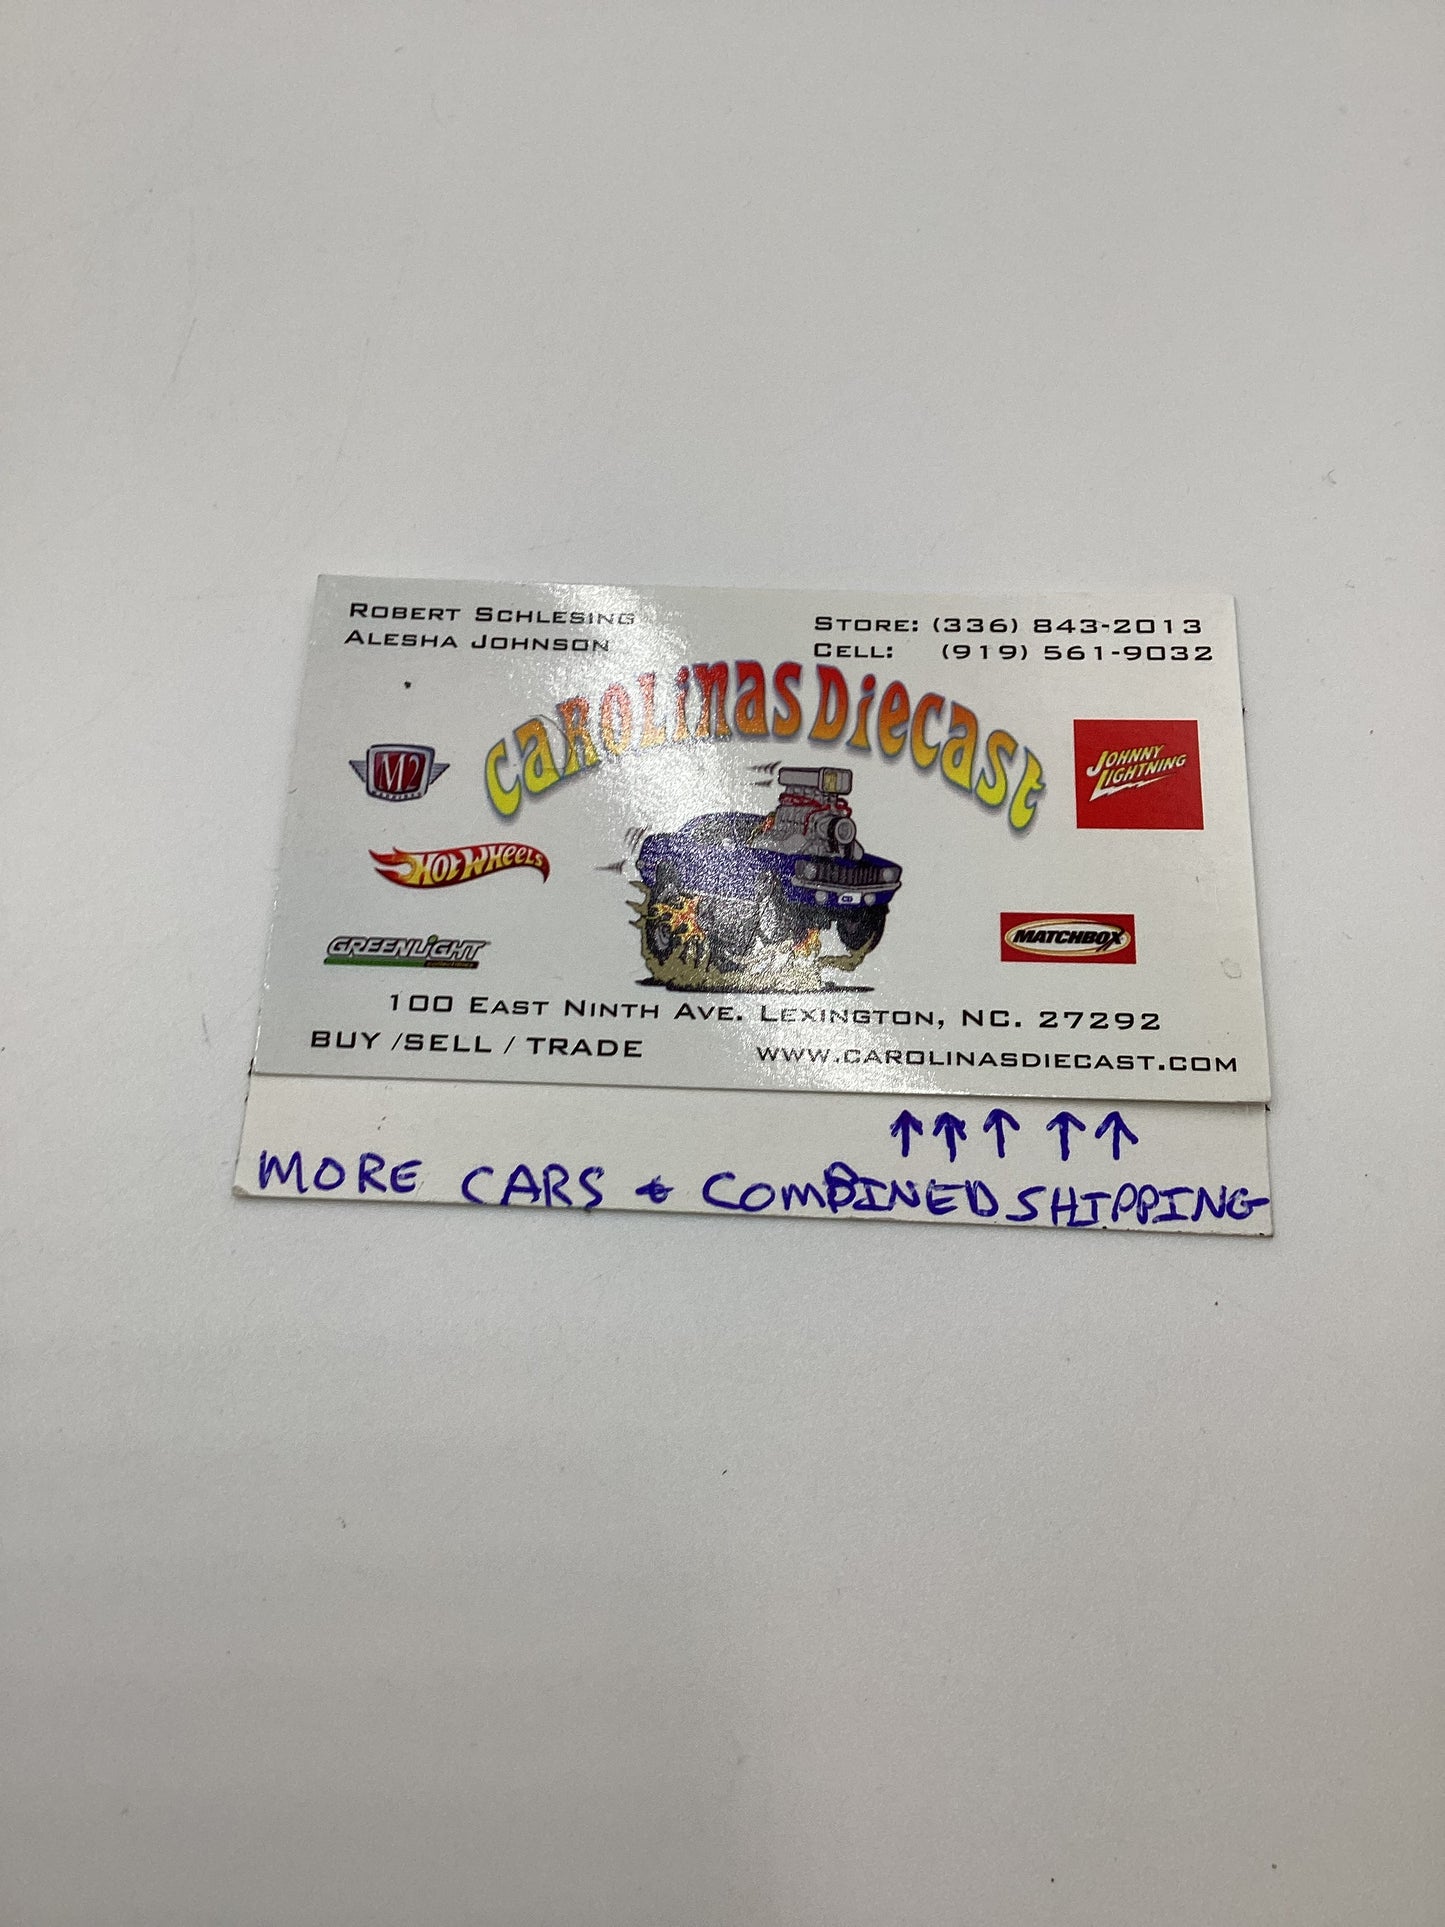 Robert Schlesing
Alesha Johnson
Store: (336) 843-2013
Cell: (919) 561-9032
Carolinas Diecast
M2
Johnny Lightning
Hot Wheels
GREENLiGHT
MATCHBOX
100 East Ninth Ave. Lexington, NC. 27292
BUY /SELL / TRADE
www.carolinasdiecast.com
↑↑↑ ↑↑
MORE CARS & COMBINED SHIPPING